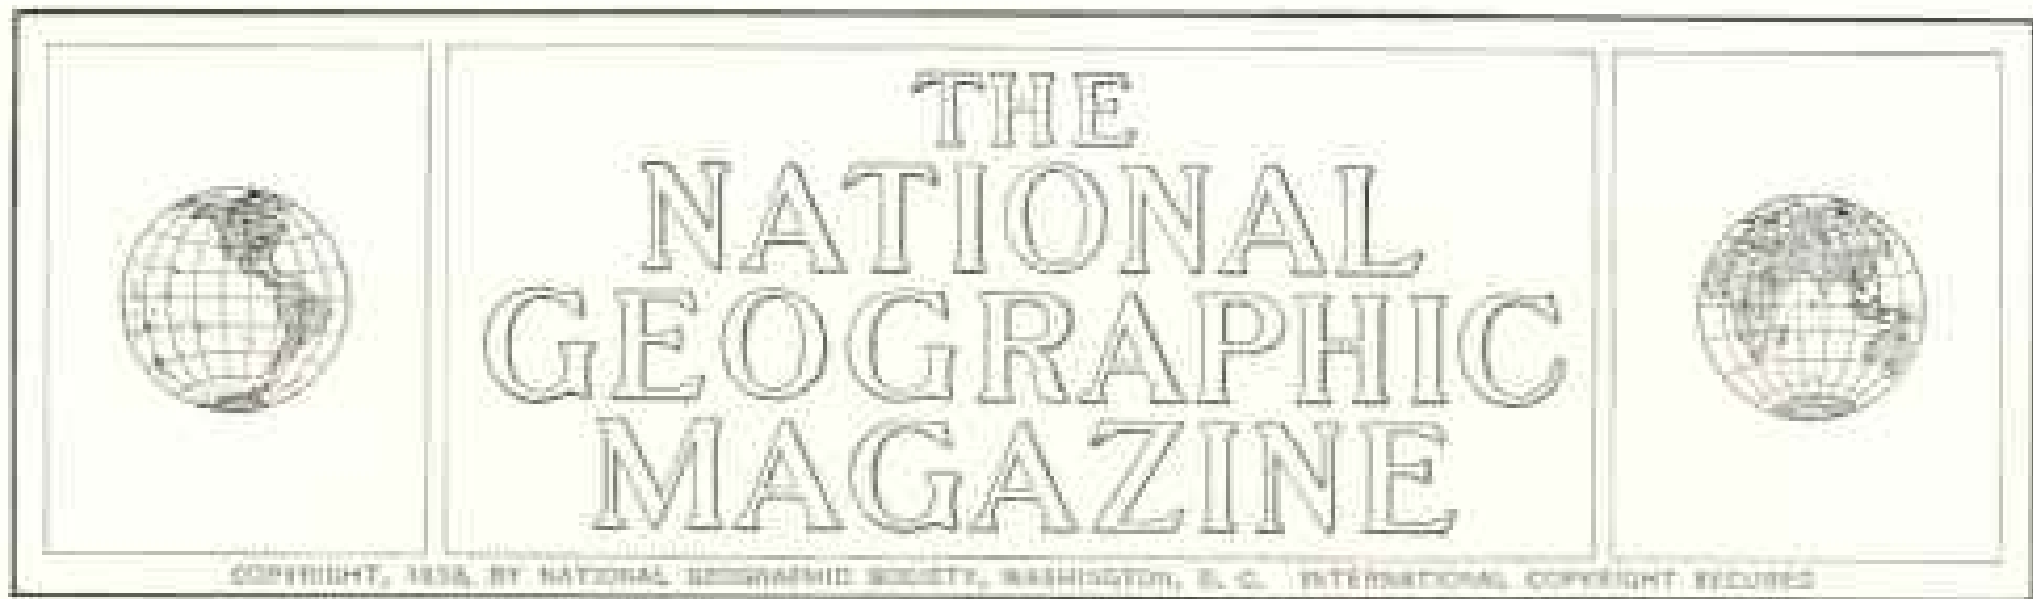 THE
NATIONAL
GEOGRAPHIC
MAGAZINE
COPYRIGHT, BY NATIONAL GEOGRAPHIC SOCIETY, WASHINGTON, D. C. INTERNATIONAL COPYRIGHT SECURED